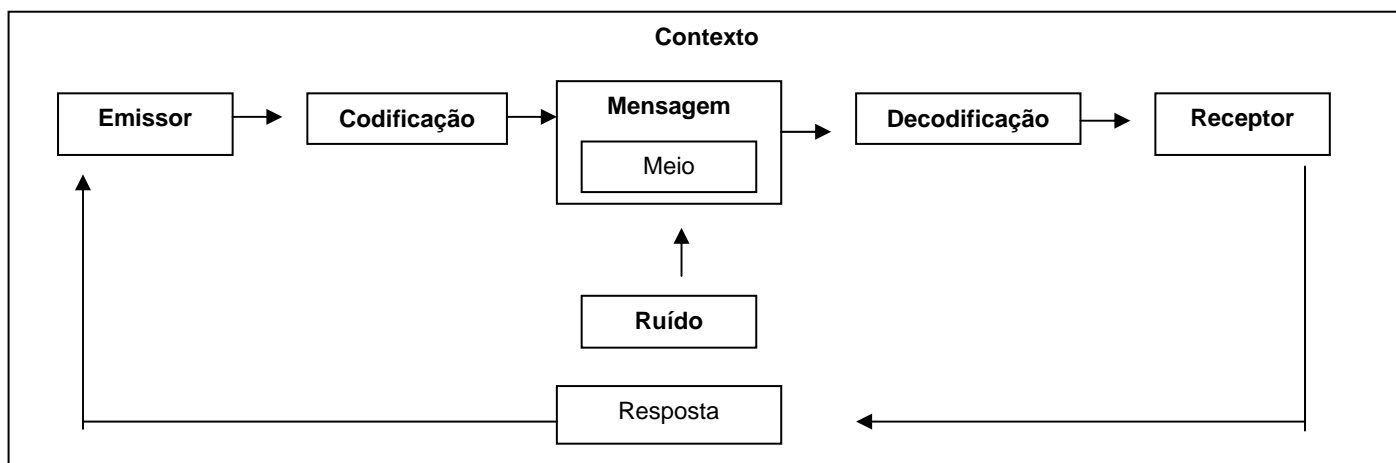 Contexto
Emissor
Codificação
Mensagem
Meio
Decodificação
Receptor
Ruído
Resposta